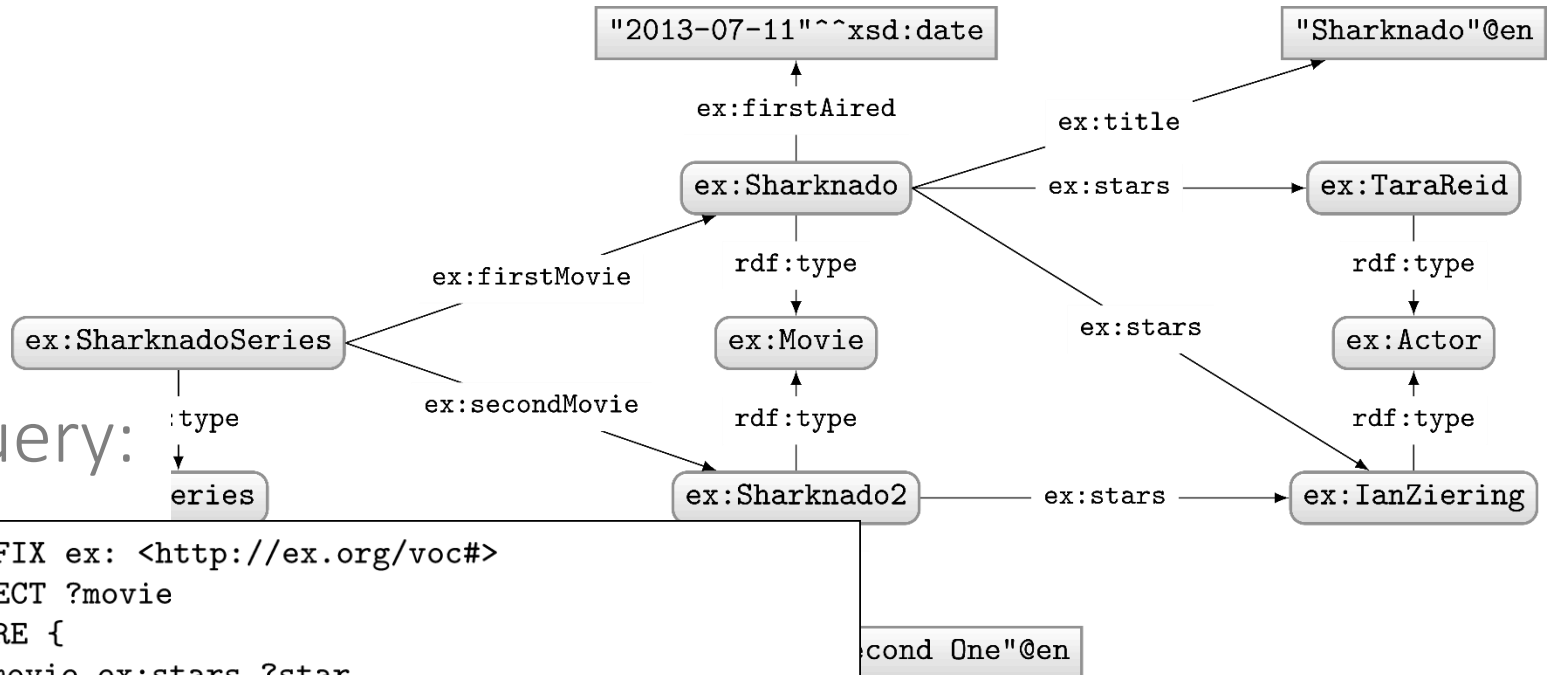 "2013-07-11"^^xsd:date
"Sharknado"@en
ex:firstAired
ex:title
ex:Sharknado
ex:stars
ex:TaraReid
ex:firstMovie
rdf:type
rdf:type
ex:SharknadoSeries
ex:Movie
ex:stars
ex:Actor
:type
ex:secondMovie
rdf:type
rdf:type
uery:
eries
ex:Sharknado2
ex:stars
ex:IanZiering
FIX ex: <http://ex.org/voc#>
ECT ?movie
RE {
movie ex:stars ?star
cond One"@en